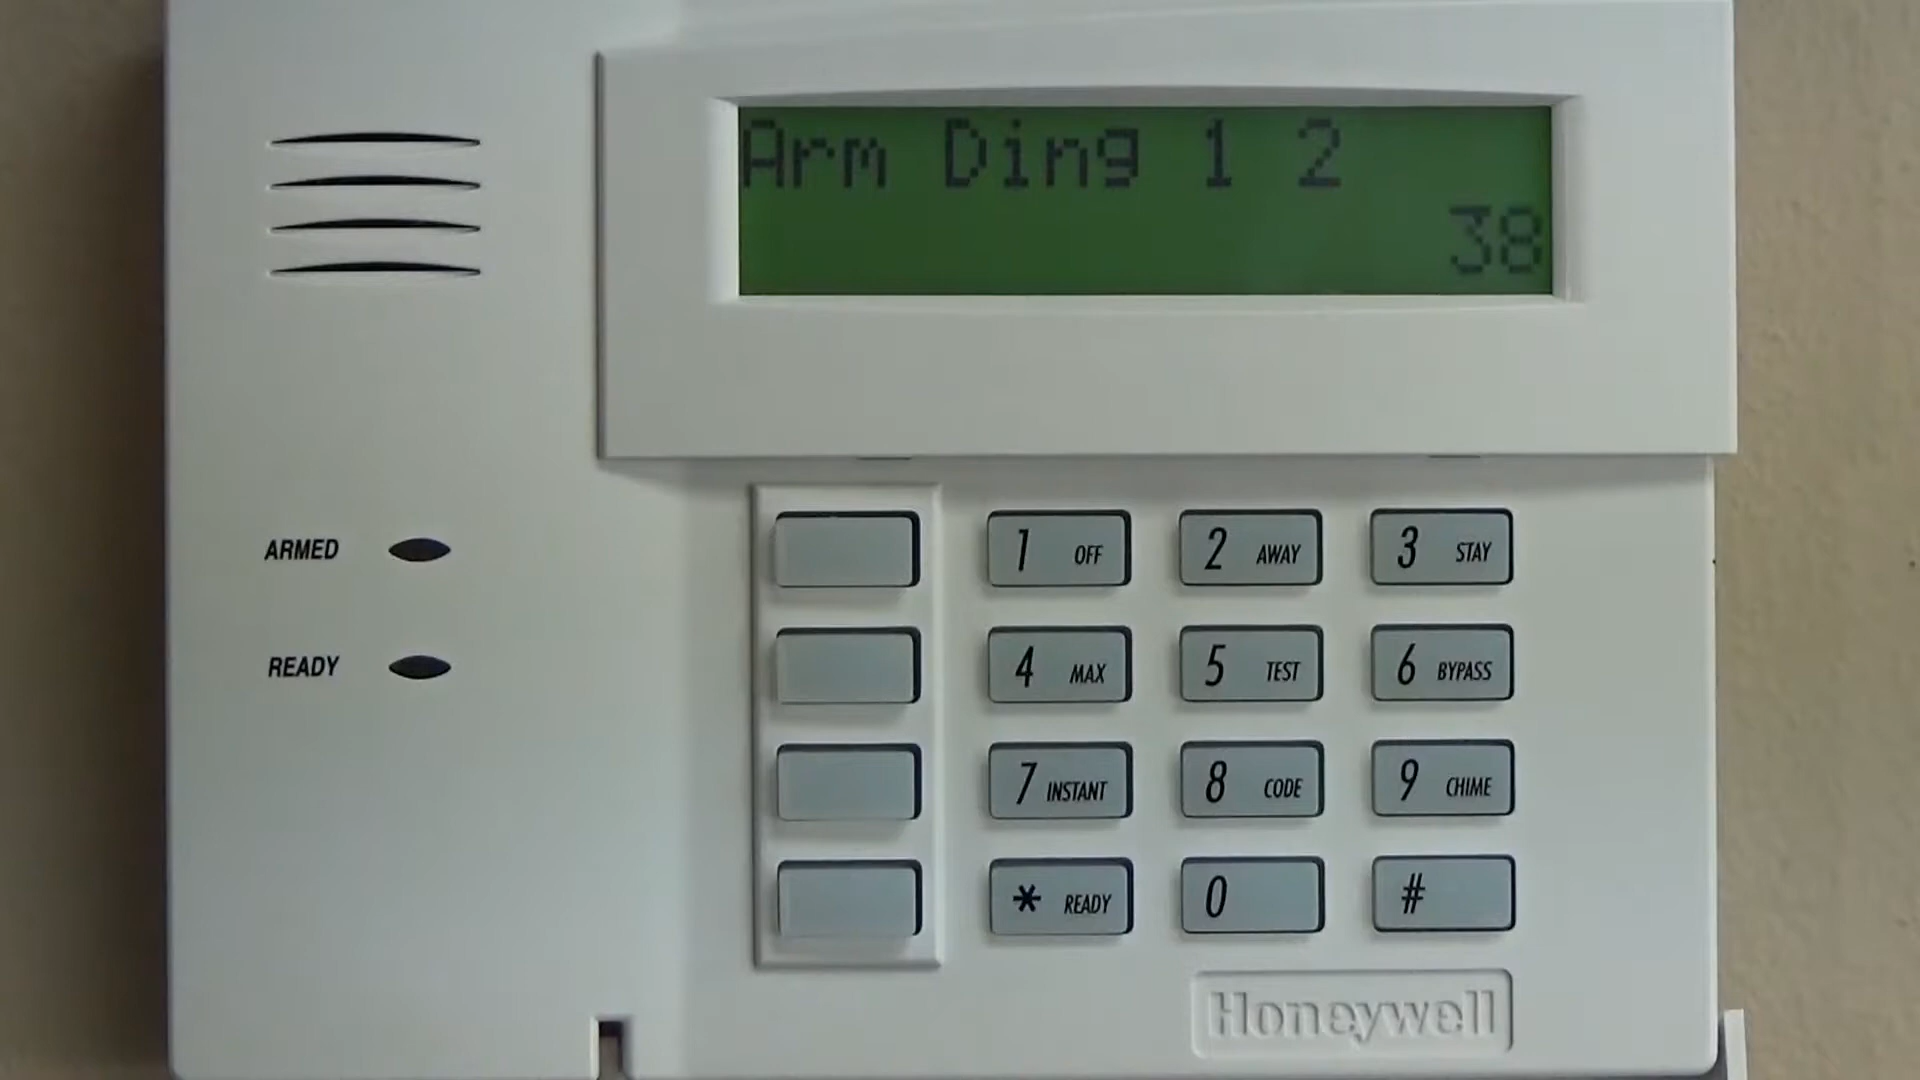 Arm Ding 1 2
38
ARMED
READY
1 OFF
2 AWAY
3 STAY
4 MAX
5 TEST
6 BYPASS
7 INSTANT
8 CODE
9 CHIME
* READY
0
#
Honeywell